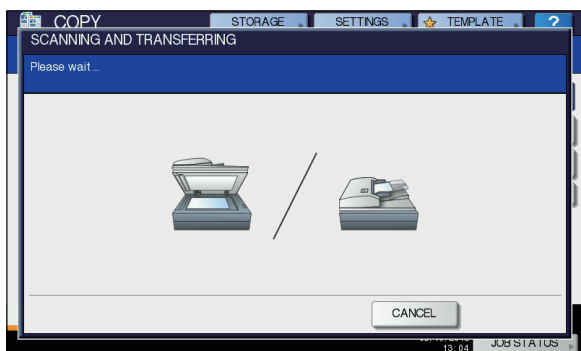 COPY STORAGE SETTINGS TEMPLATE ?
SCANNING AND TRANSFERRING
Please wait ...
CANCEL
13:04 JOB STATUS